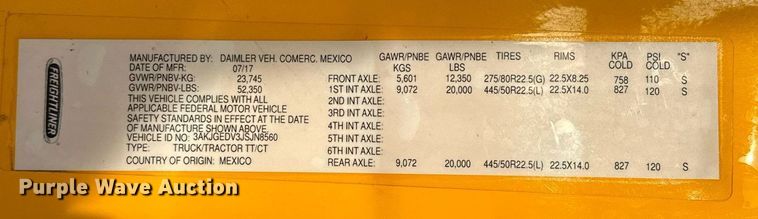 FREIGHTLINER
MANUFACTURED BY: DAIMLER VEH. COMERC. MEXICO
DATE OF MFR: 07/17
GVWR/PNBV-KG: 23,745
GVWR/PNBV-LBS: 52,350
THIS VEHICLE COMPLIES WITH ALL
APPLICABLE FEDERAL MOTOR VEHICLE
SAFETY STANDARDS IN EFFECT AT THE DATE
OF MANUFACTURE SHOWN ABOVE.
VEHICLE ID NO: 3AKJGEDV3JSJN8560
TYPE: TRUCK/TRACTOR TT/CT
COUNTRY OF ORIGIN: MEXICO
GAWR/PNBE KGS GAWR/PNBE LBS TIRES RIMS KPA COLD PSI COLD "S"
FRONT AXLE: 5,601 12,350 275/80R22.5(G) 22.5X8.25 758 110 S
1ST INT AXLE: 9,072 20,000 445/50R22.5(L) 22.5X14.0 827 120 S
2ND INT AXLE:
3RD INT AXLE:
4TH INT AXLE:
5TH INT AXLE:
6TH INT AXLE:
REAR AXLE: 9,072 20,000 445/50R22.5(L) 22.5X14.0 827 120 S
Purple Wave Auction